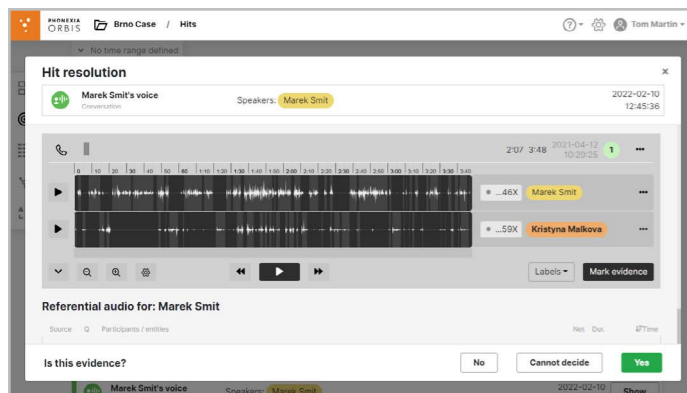 PHONEXIA
ORBIS
Brno Case / Hits
Tom Martin
No time range defined
Hit resolution
Marek Smit's voice
Conversation
Speakers: Marek Smit
2022-02-10
12:45:36
2:07 3:48 2021-04-12 1
10:29:25
0 10 20 30 40 50 60 1:10 1:20 1:30 1:40 1:50 2:00 2:10 2:20 2:30 2:40 2:50 3:00 3:10 3:20 3:30 3:40
...46X Marek Smit
...59X Kristyna Malkova
Labels Mark evidence
Referential audio for: Marek Smit
Source Q Participants / entities Net Dur. Time
Is this evidence? No Cannot decide Yes
Marek Smit's voice Speakers: Marek Smit 2022-02-10 Show